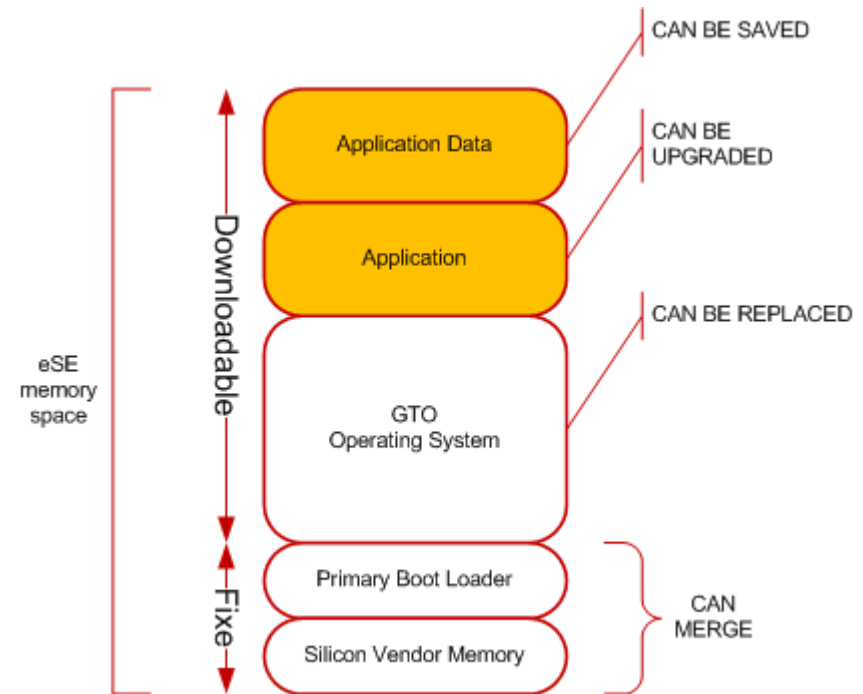 CAN BE SAVED
Application Data
CAN BE
UPGRADED
Application
CAN BE REPLACED
Downloadable
eSE
memory
space
GTO
Operating System
Primary Boot Loader
Fixe
CAN
MERGE
Silicon Vendor Memory